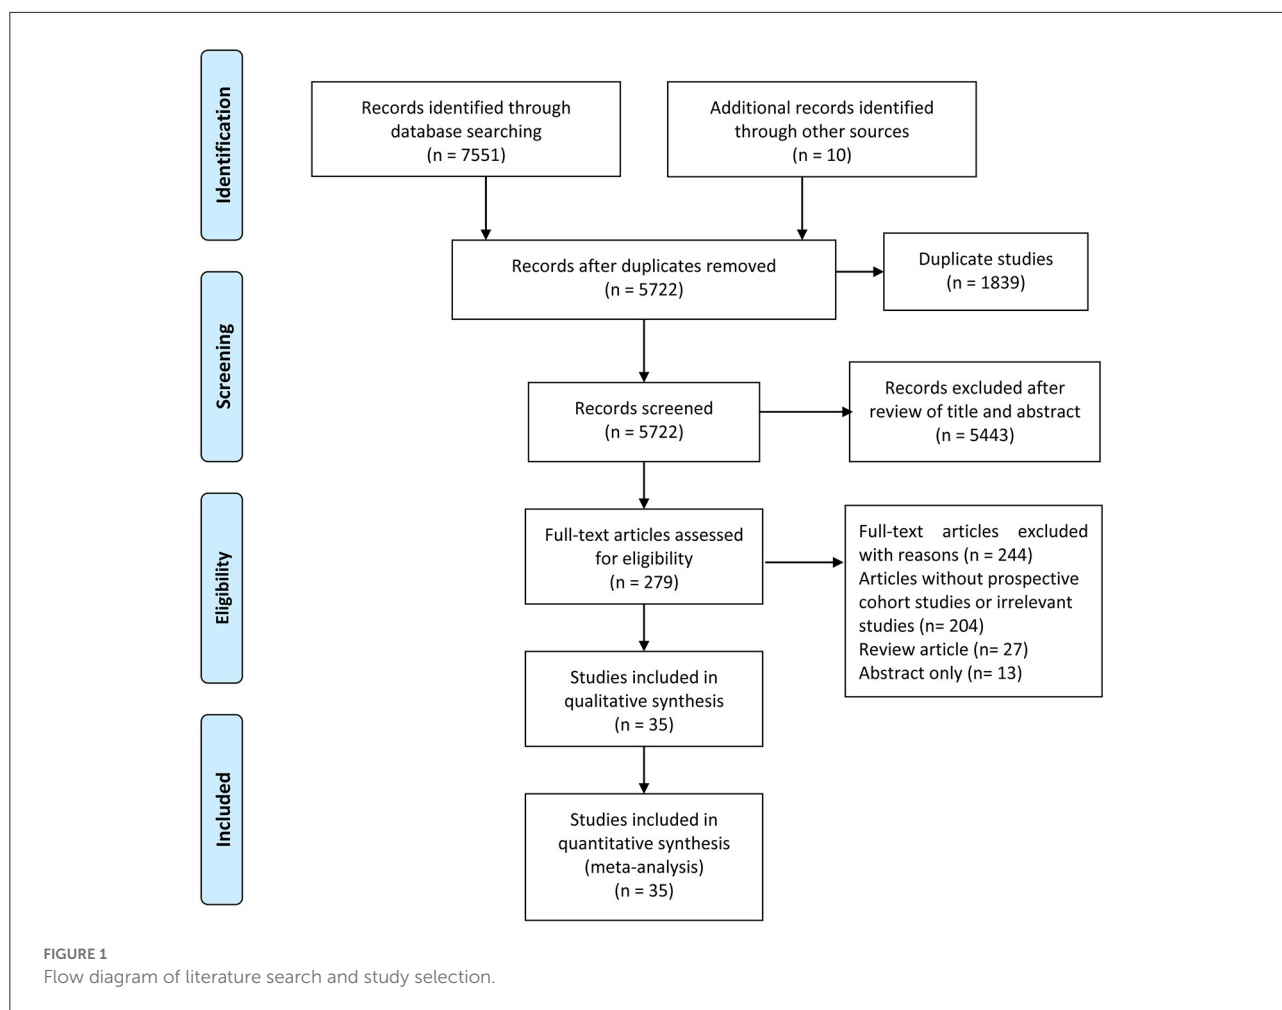 Identification
Records identified through
database searching
(n = 7551)
Additional records identified
through other sources
(n = 10)
Records after duplicates removed
(n = 5722)
Duplicate studies
(n = 1839)
Screening
Records screened
(n = 5722)
Records excluded after
review of title and abstract
(n = 5443)
Eligibility
Full-text articles assessed
for eligibility
(n = 279)
Full-text articles excluded
with reasons (n = 244)
Articles without prospective
cohort studies or irrelevant
studies (n= 204)
Review article (n= 27)
Abstract only (n= 13)
Studies included in
qualitative synthesis
(n = 35)
Included
Studies included in
quantitative synthesis
(meta-analysis)
(n = 35)
FIGURE 1
Flow diagram of literature search and study selection.